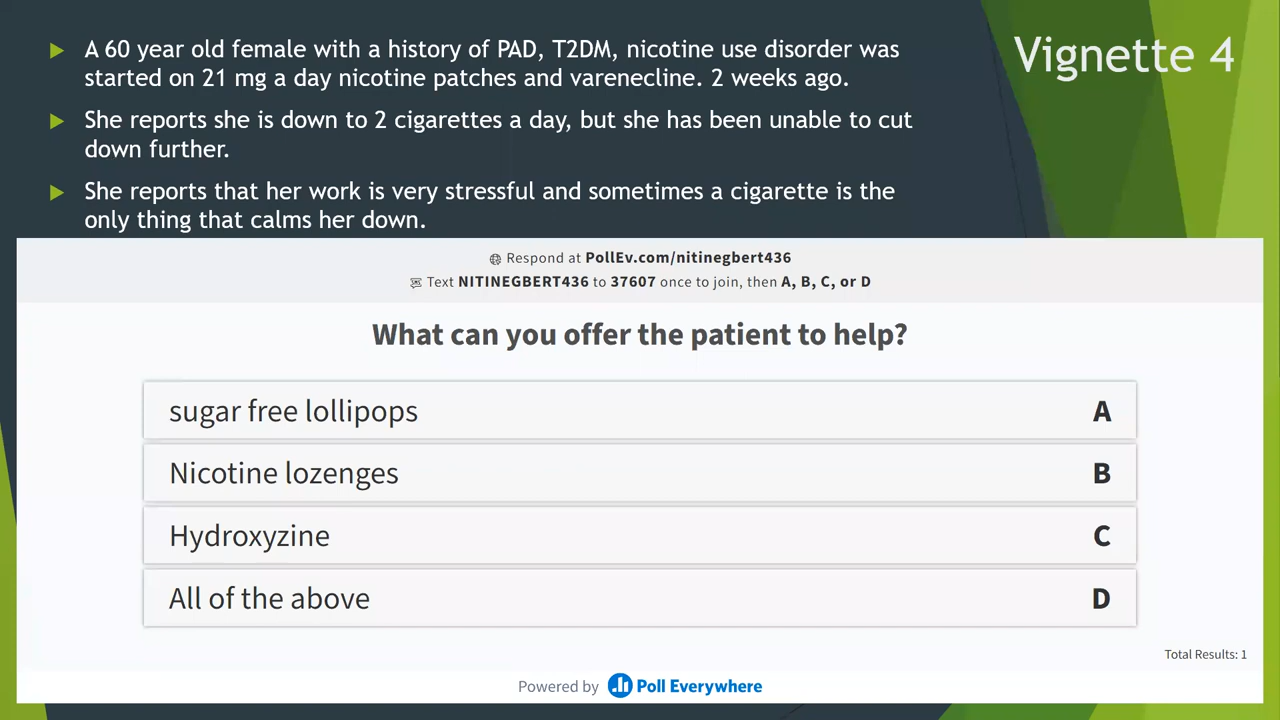 Vignette 4
A 60 year old female with a history of PAD, T2DM, nicotine use disorder was
started on 21 mg a day nicotine patches and varenecline. 2 weeks ago.
She reports she is down to 2 cigarettes a day, but she has been unable to cut
down further.
She reports that her work is very stressful and sometimes a cigarette is the
only thing that calms her down.
Respond at PollEv.com/nitinegbert436
Text NITINEGBERT436 to 37607 once to join, then A, B, C, or D
What can you offer the patient to help?
sugar free lollipops A
Nicotine lozenges B
Hydroxyzine C
All of the above D
Total Results: 1
Powered by Poll Everywhere